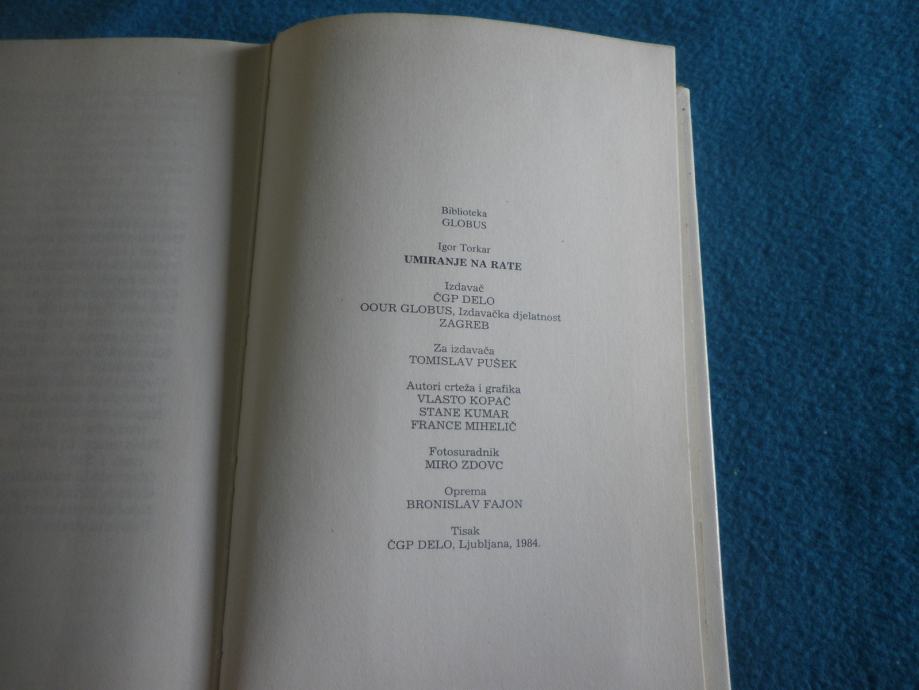 Biblioteka
GLOBUS
Igor Torkar
UMIRANJE NA RATE
Izdavač
ČGP DELO
OOUR GLOBUS, Izdavačka djelatnost
ZAGREB
Za izdavača
TOMISLAV PUŠEK
Autori crteža i grafika
VLASTO KOPAČ
STANE KUMAR
FRANCE MIHELIČ
Fotosuradnik
MIRO ZDOVC
Oprema
BRONISLAV FAJON
Tisak
ČGP DELO, Ljubljana, 1984.